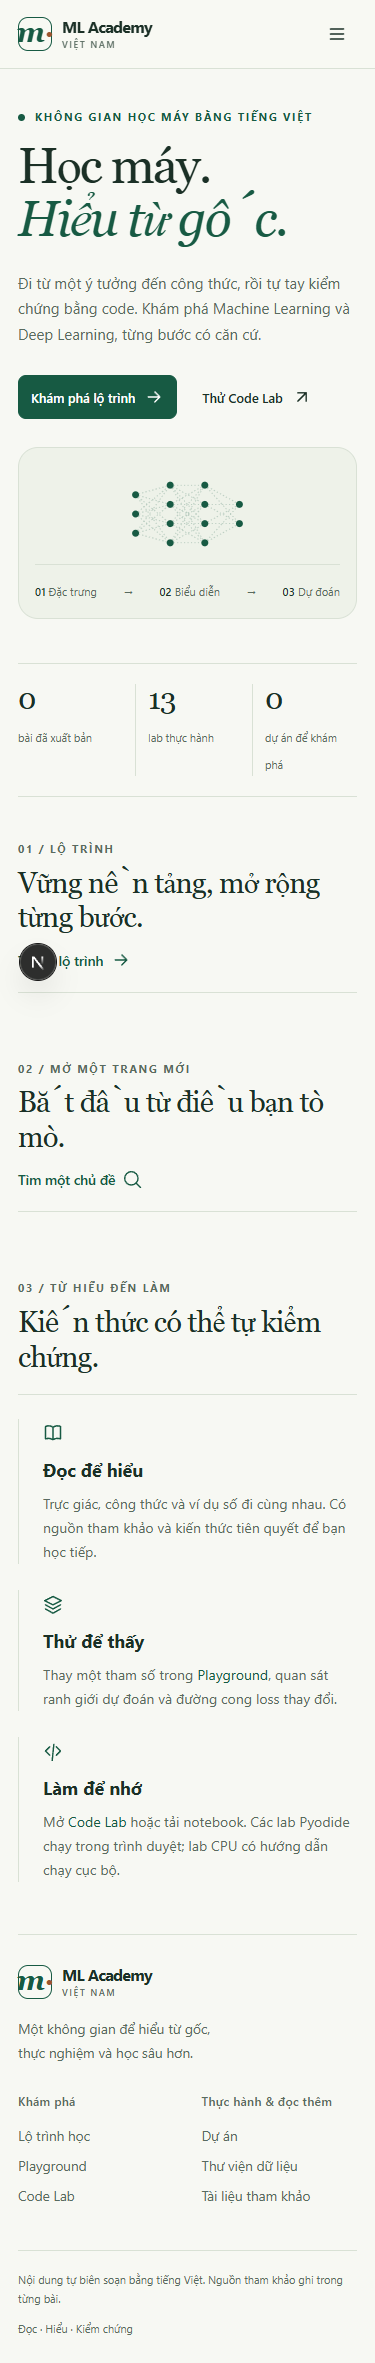 m.
ML Academy
VIỆT NAM
KHÔNG GIAN HỌC MÁY BẰNG TIẾNG VIỆT
Học máy.
Hiểu từ gốc.
Đi từ một ý tưởng đến công thức, rồi tự tay kiểm
chứng bằng code. Khám phá Machine Learning và
Deep Learning, từng bước có căn cứ.
Khám phá lộ trình →
Thử Code Lab ↗
01 Đặc trưng → 02 Biểu diễn → 03 Dự đoán
0 13 0
bài đã xuất bản lab thực hành dự án để khám
phá
01 / LỘ TRÌNH
Vững nền tảng, mở rộng
từng bước.
N lộ trình →
02 / MỞ MỘT TRANG MỚI
Bắt đầu từ điều bạn tò
mò.
Tìm một chủ đề
03 / TỪ HIỂU ĐẾN LÀM
Kiến thức có thể tự kiểm
chứng.
Đọc để hiểu
Trực giác, công thức và ví dụ số đi cùng nhau. Có
nguồn tham khảo và kiến thức tiên quyết để bạn
học tiếp.
Thử để thấy
Thay một tham số trong Playground, quan sát
ranh giới dự đoán và đường cong loss thay đổi.
Làm để nhớ
Mở Code Lab hoặc tải notebook. Các lab Pyodide
chạy trong trình duyệt; lab CPU có hướng dẫn
chạy cục bộ.
m.
ML Academy
VIỆT NAM
Một không gian để hiểu từ gốc,
thực nghiệm và học sâu hơn.
Khám phá
Lộ trình học
Playground
Code Lab
Thực hành & đọc thêm
Dự án
Thư viện dữ liệu
Tài liệu tham khảo
Nội dung tự biên soạn bằng tiếng Việt. Nguồn tham khảo ghi trong
từng bài.
Đọc · Hiểu · Kiểm chứng